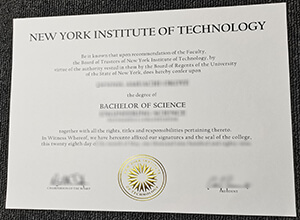 NEW YORK INSTITUTE OF TECHNOLOGY
Be it known that upon recommendation of the Faculty,
the Board of Trustees of New York Institute of Technology, by
virtue of the authority vested in them by the Board of Regents of the University
of the State of New York, does hereby confer upon
the degree of
BACHELOR OF SCIENCE
together with all the rights, titles and responsibilities pertaining thereto.
In Witness Whereof, we have affixed our signatures and the seal of the college,
this twenty eighth day of